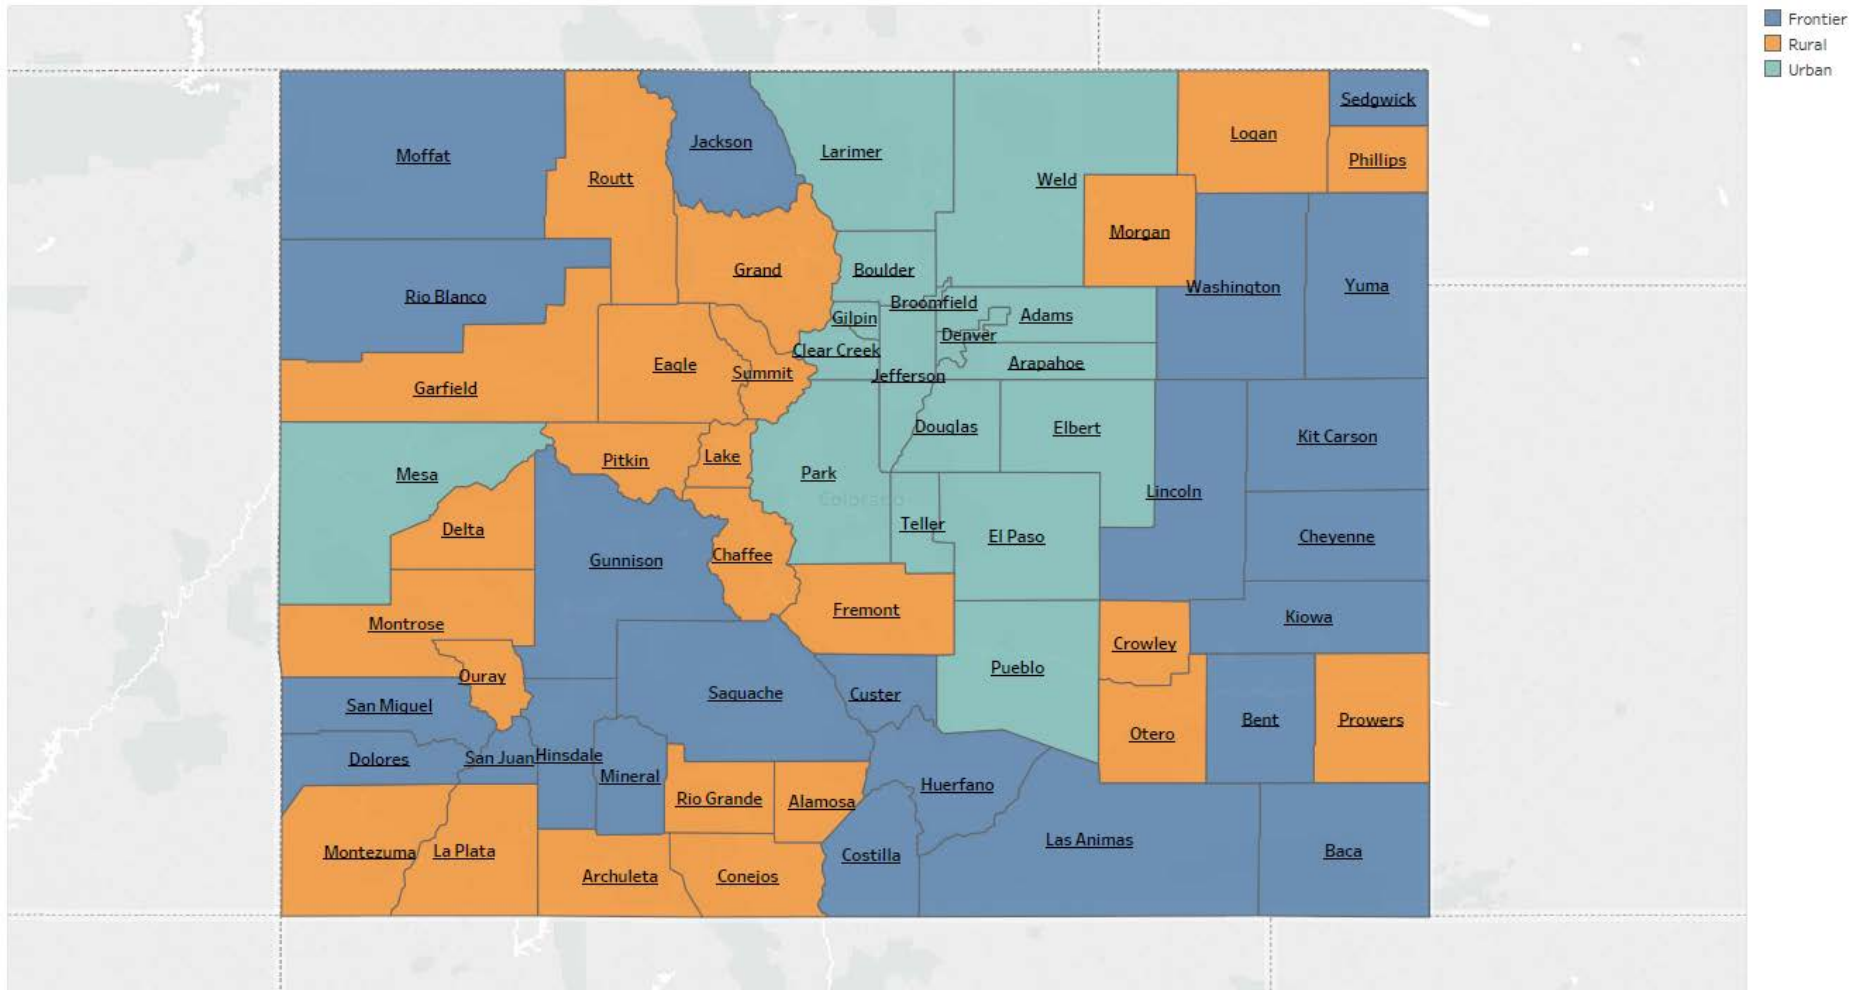 Frontier
Rural
Urban
Sedgwick
Logan
Jackson
Larimer
Moffat
Phillips
Routt
Weld
Morgan
Grand
Boulder
Yuma
Washington
Rio Blanco
Broomfield
Gilpin
Adams
Denver
Clear Creek
Arapahoe
Eagle
Summit
Jefferson
Garfield
Douglas
Elbert
Kit Carson
Lake
Pitkin
Mesa
Park
Lincoln
Colorado
Teller
Delta
El Paso
Cheyenne
Chaffee
Gunnison
Fremont
Kiowa
Montrose
Crowley
Pueblo
Ouray
Saguache
Custer
San Miguel
Bent
Prowers
Otero
Hinsdale
San Juan
Dolores
Mineral
Huerfano
Rio Grande
Alamosa
Las Animas
Baca
Montezuma
La Plata
Costilla
Archuleta
Conejos